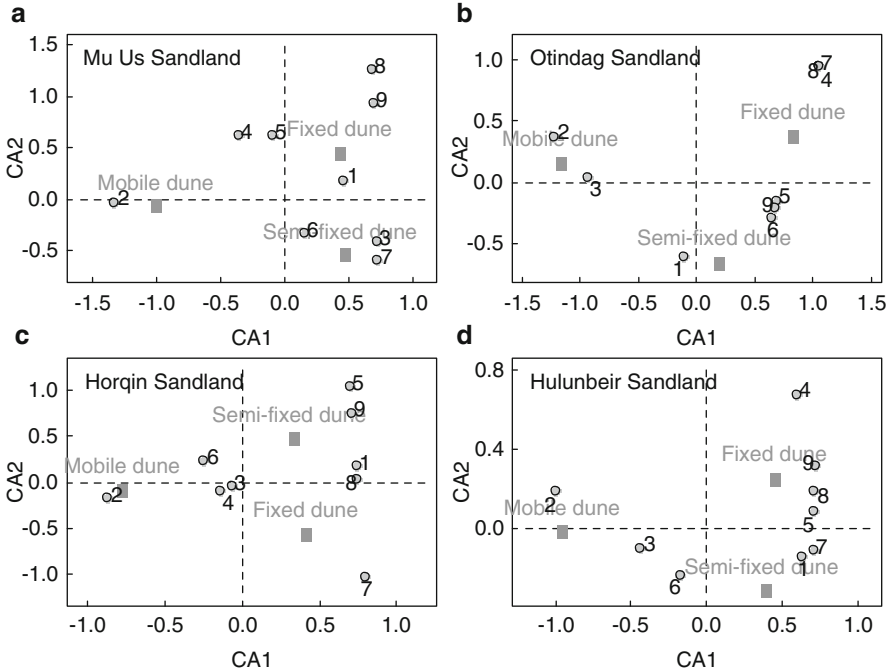 a
Mu Us Sandland
CA2
1.5
1.0
0.5
0.0
-0.5
8
9
4
5
Fixed dune
1
Mobile dune
2
6
Semi-fixed dune
3
7
-1.5 -1.0 -0.5 0.0 0.5 1.0
CA1
b
Otindag Sandland
CA2
1.0
0.5
0.0
-0.5
7
8
4
Fixed dune
2
Mobile dune
3
5
9
6
Semi-fixed dune
1
-1.5 -1.0 -0.5 0.0 0.5 1.0 1.5
CA1
c
Horqin Sandland
CA2
1.0
0.5
0.0
-0.5
-1.0
5
9
Semi-fixed dune
6
1
Mobile dune
8
3
2
4
Fixed dune
7
-1.0 -0.5 0.0 0.5 1.0
CA1
d
Hulunbeir Sandland
CA2
0.8
0.4
0.0
4
Fixed dune
9
2
8
Mobile dune
5
3
7
1
6
Semi-fixed dune
-1.0 -0.5 0.0 0.5 1.0
CA1